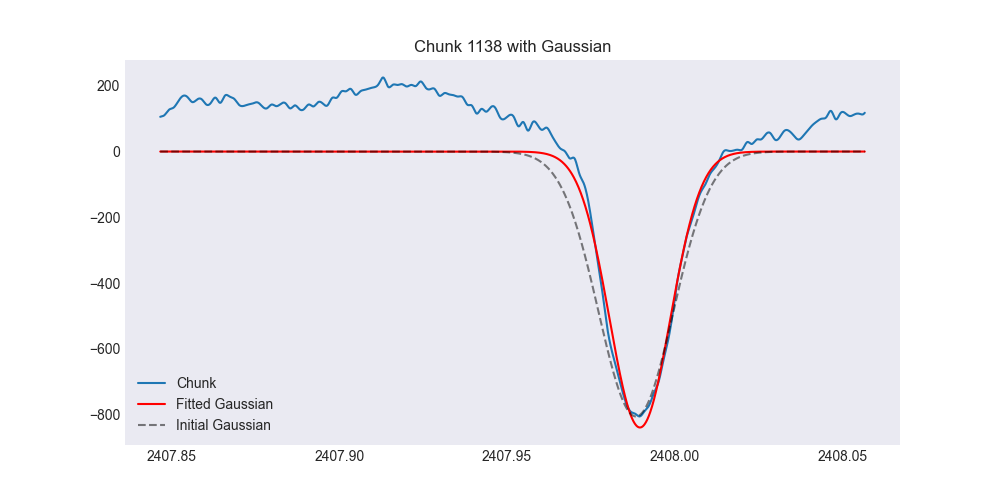 Chunk 1138 with Gaussian
200
0
−200
−400
−600
−800
Chunk
Fitted Gaussian
Initial Gaussian
2407.85 2407.90 2407.95 2408.00 2408.05